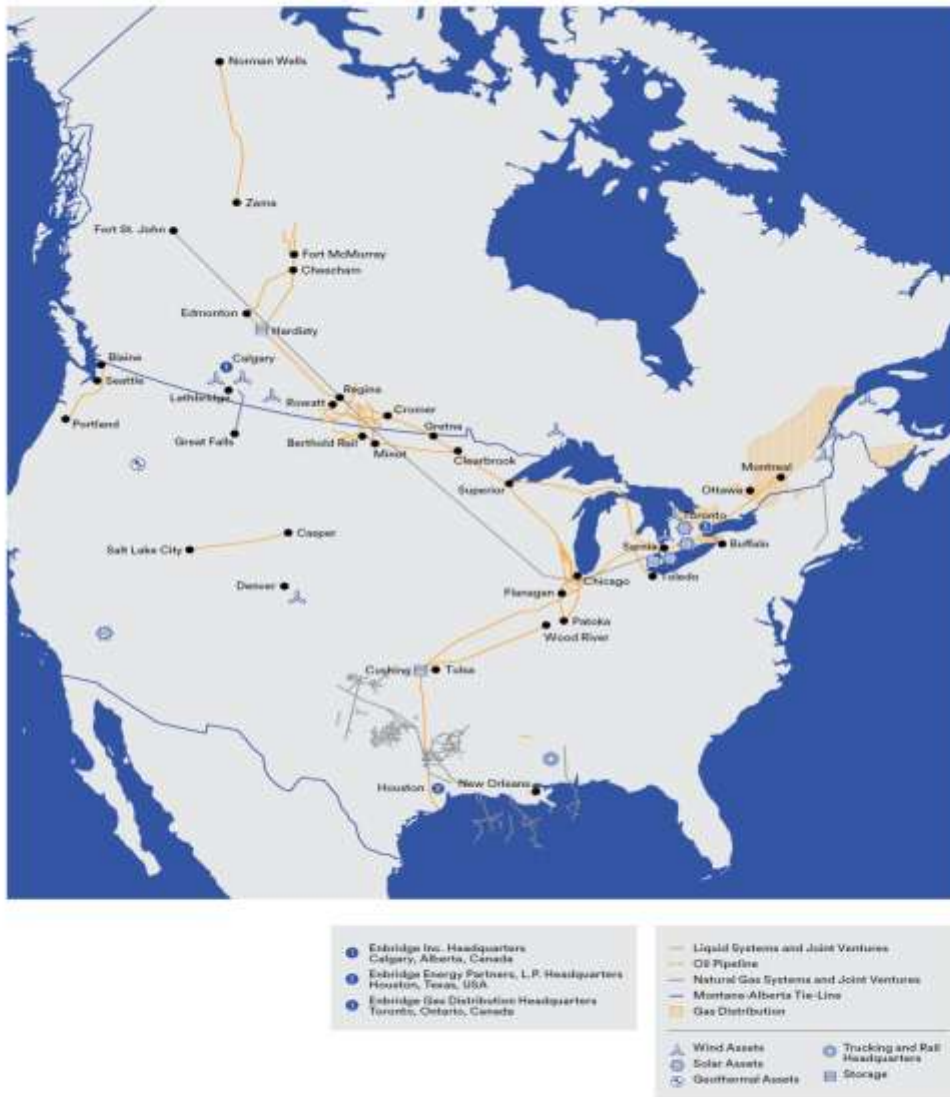 Norman Wells
Zama
Fort St. John
Fort McMurray
Cheecham
Edmonton
Hardisty
Blaine
Calgary
Seattle
Lethbridge
Regina
Rowatt
Cromer
Portland
Great Falls
Gretna
Berthold Rail
Minot
Clearbrook
Montreal
Superior
Ottawa
Toronto
Casper
Salt Lake City
Sarnia
Buffalo
Denver
Chicago
Toledo
Flanagan
Patoka
Wood River
Cushing
Tulsa
Houston
New Orleans
Enbridge Inc. Headquarters
Calgary, Alberta, Canada
Enbridge Energy Partners, L.P. Headquarters
Houston, Texas, USA
Enbridge Gas Distribution Headquarters
Toronto, Ontario, Canada
Liquid Systems and Joint Ventures
Oil Pipeline
Natural Gas Systems and Joint Ventures
Montana-Alberta Tie-Line
Gas Distribution
Wind Assets
Solar Assets
Geothermal Assets
Trucking and Rail
Headquarters
Storage